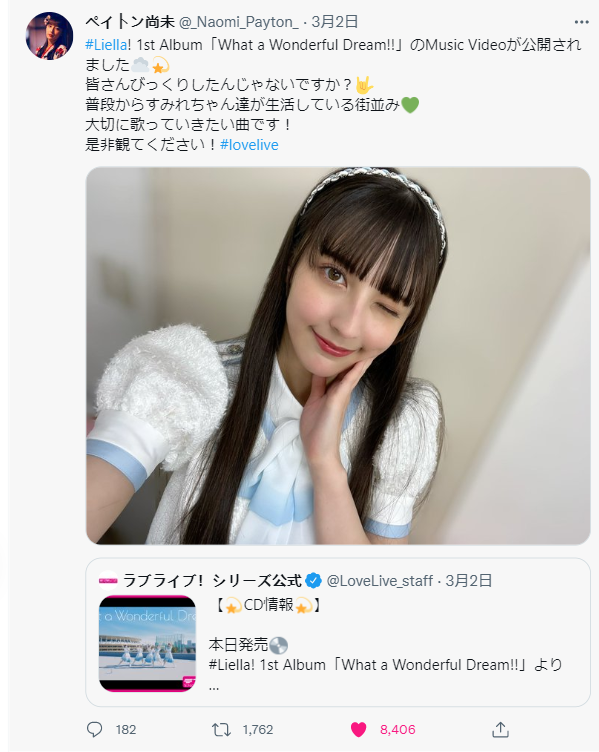 ペイトン尚未 @_Naomi_Payton_ · 3月2日
#Liella! 1st Album「What a Wonderful Dream!!」のMusic Videoが公開され
ました☁️💫
皆さんびっくりしたんじゃないですか？🤟
普段からすみれちゃん達が生活している街並み💚
大切に歌っていきたい曲です！
是非観てください！#lovelive
ラブライブ！シリーズ公式 @LoveLive_staff · 3月2日
【💫CD情報💫】
t a Wonderful Dre
本日発売💿
#Liella! 1st Album「What a Wonderful Dream!!」より
...
182 1,762 8,406